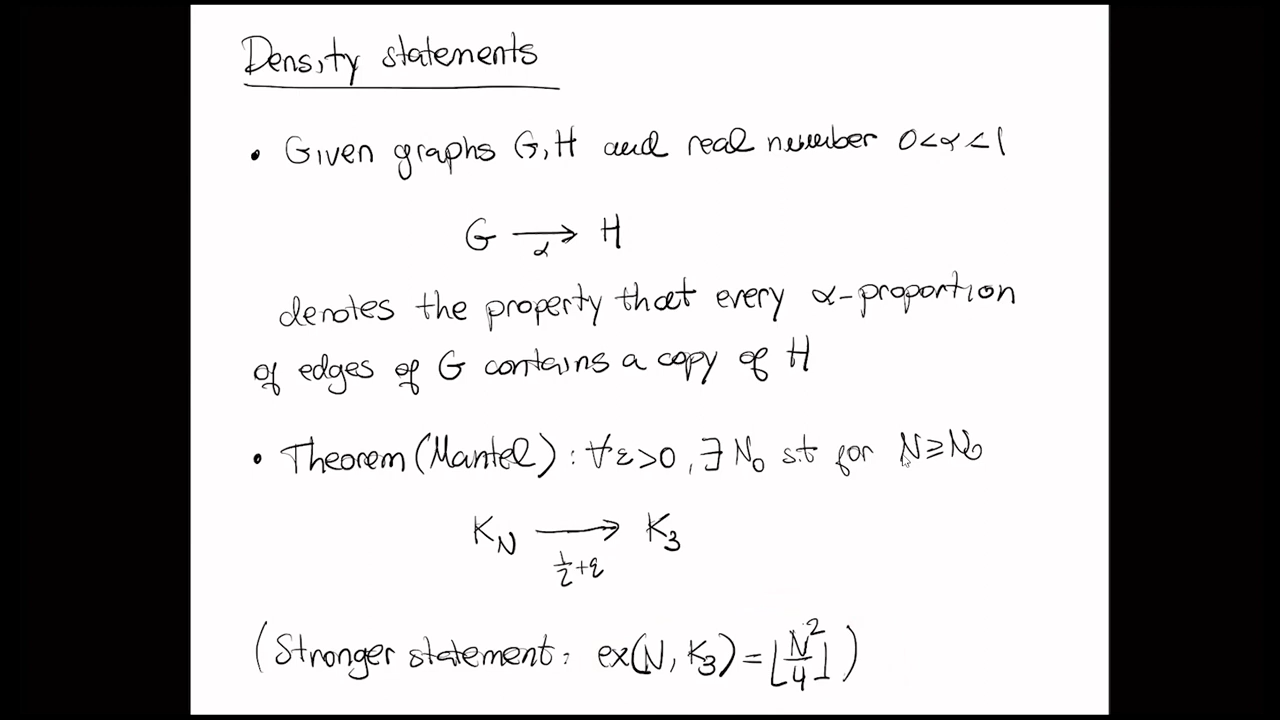 Density statements
• Given graphs G, H and real number 0<α<1
G →_α H
denotes the property that every α-proportion
of edges of G contains a copy of H
• Theorem (Mantel) : ∀ε>0, ∃ N₀ s.t for N≥N₀
K_N →_{1/2+ε} K₃
(Stronger statement: ex(N, K₃) = ⌊N²/4⌋)